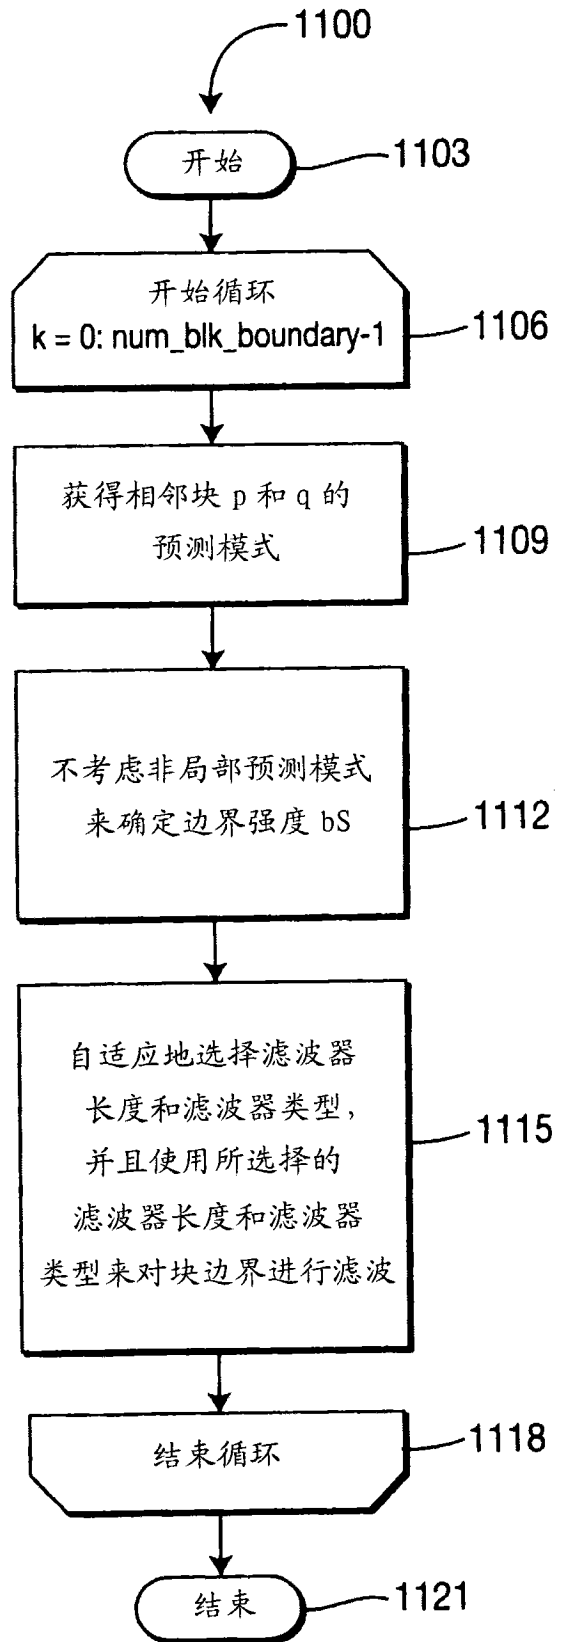 1100
开始
1103
开始循环
k = 0: num_blk_boundary-1
1106
获得相邻块 p 和 q 的
预测模式
1109
不考虑非局部预测模式
来确定边界强度 bS
1112
自适应地选择滤波器
长度和滤波器类型,
并且使用所选择的
滤波器长度和滤波器
类型来对块边界进行滤波
1115
结束循环
1118
结束
1121